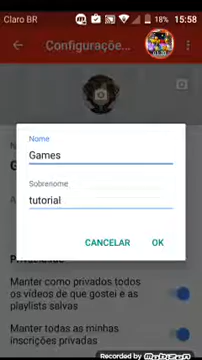 Claro BR 18% 15:58
Configuraçõe...
Nome
Games
Sobrenome
tutorial
CANCELAR OK
Privacidade
Manter como privados todos
os vídeos de que gostei e as
playlists salvas
Manter todas as minhas
inscrições privadas
Recorded by Mobizen